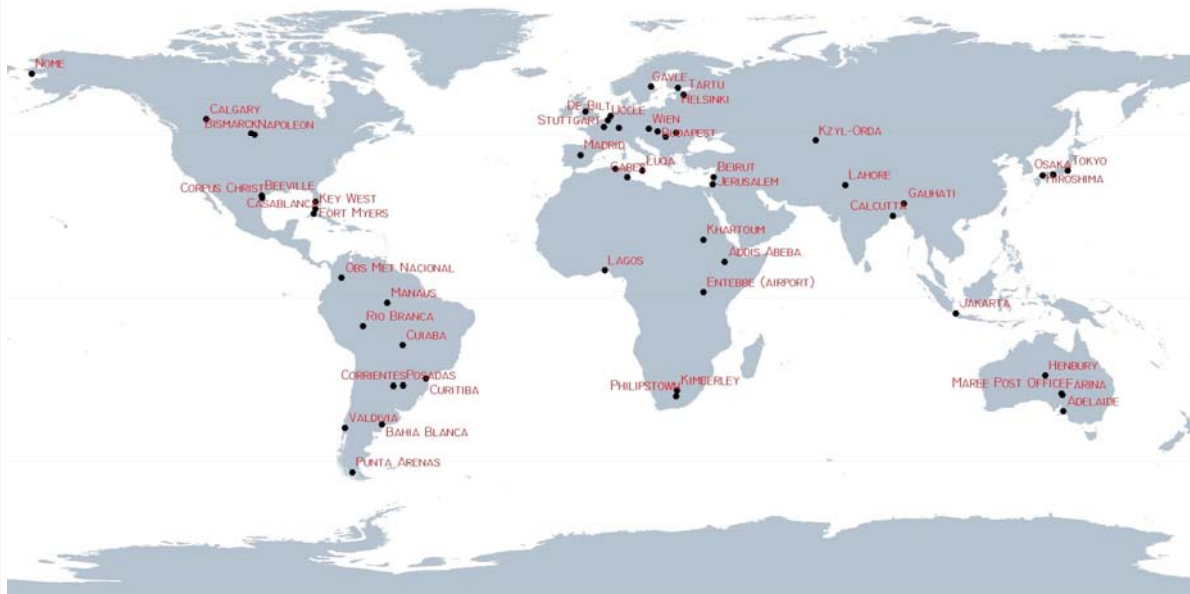 Nome
Gavle
Tartu
Helsinki
De Bilt
Uccle
Calgary
Stuttgart
Wien
Bismarck
Napoleon
Budapest
Kzyl-Orda
Madrid
Gabes
Luqa
Beirut
Osaka
Tokyo
Jerusalem
Lahore
Hiroshima
Corpus Christ
Beeville
Casablanca
Key West
Gauhati
Fort Myers
Calcutta
Khartoum
Addis Abeba
Lagos
Obs Met Nacional
Entebbe (airport)
Manaus
Jakarta
Rio Branca
Cuiaba
Henbury
Corrientes
Posadas
Curitiba
Philipstown
Kimberley
Maree Post Office
Farina
Adelaide
Valdivia
Bahia Blanca
Punta Arenas